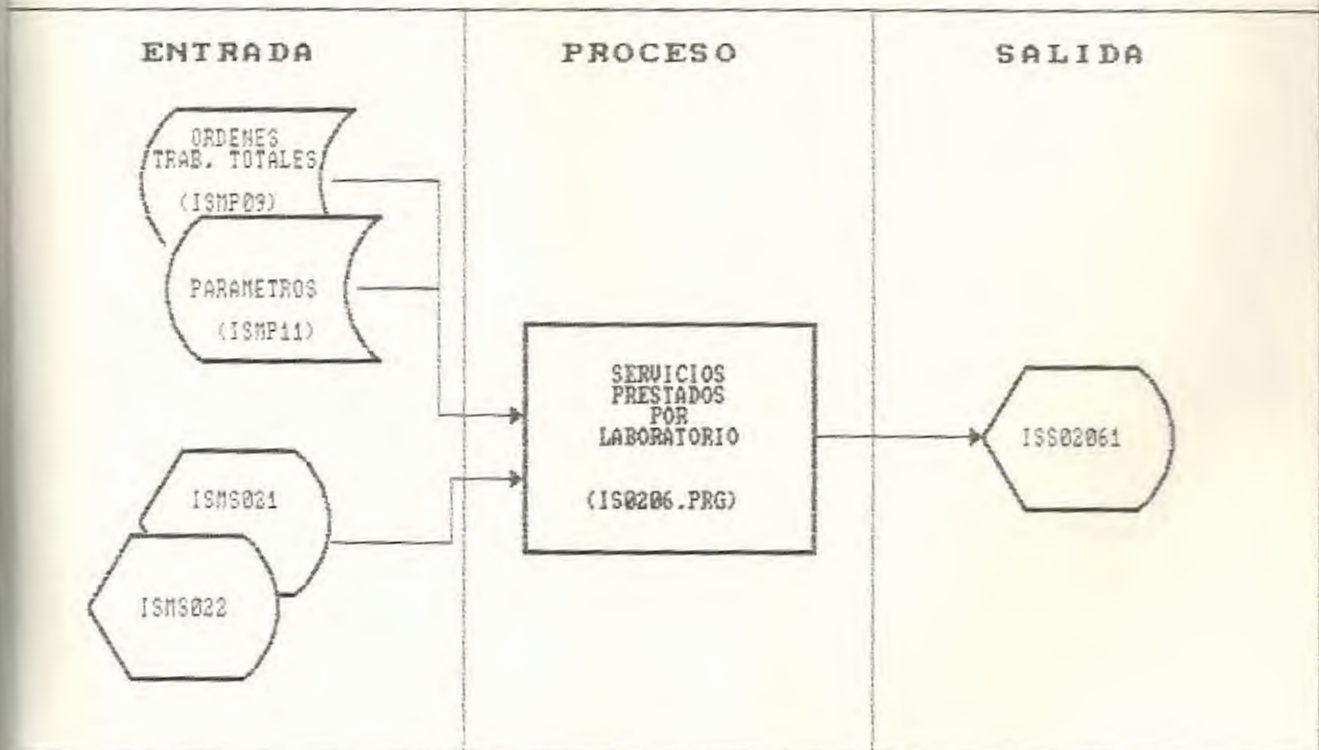 ENTRADA
PROCESO
SALIDA
ORDENES
TRAB. TOTALES
(ISMP09)
PARAMETROS
(ISMP11)
ISMS021
ISMS022
SERVICIOS
PRESTADOS
POR
LABORATORIO
(IS0206.PRG)
ISS02061